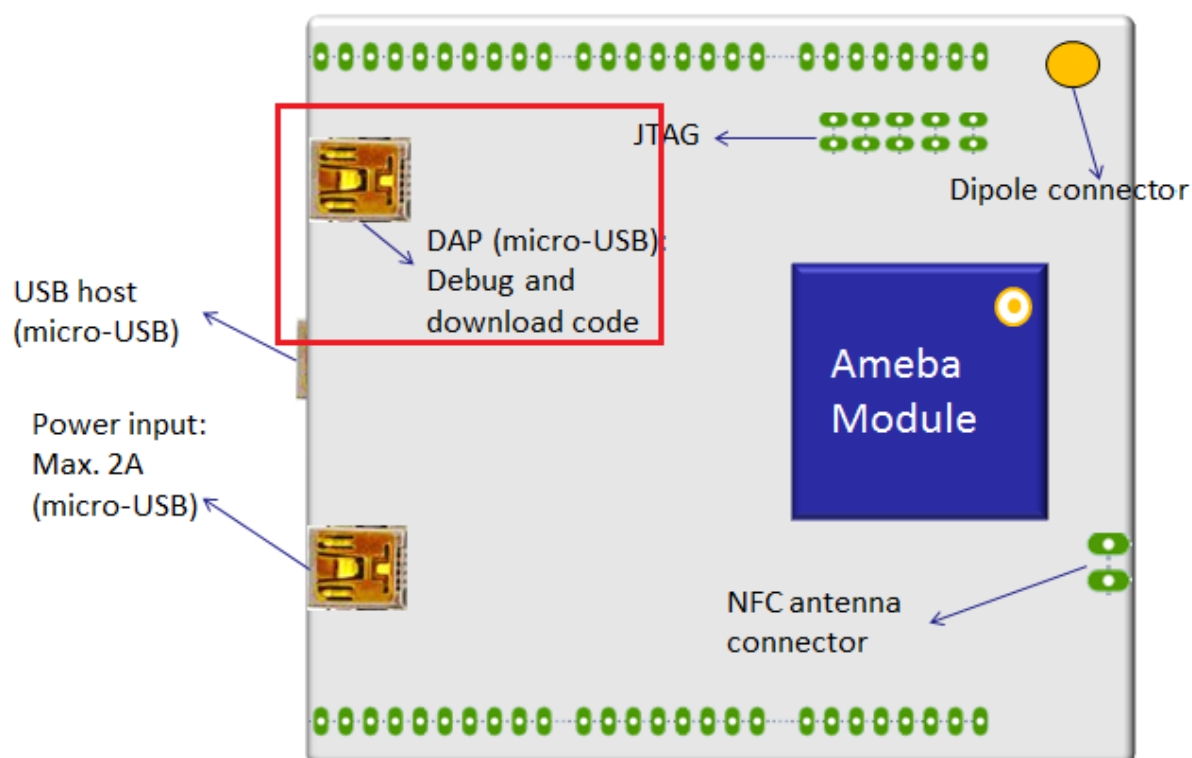 JTAG
Dipole connector
DAP (micro-USB):
Debug and
download code
USB host
(micro-USB)
Ameba
Module
Power input:
Max. 2A
(micro-USB)
NFC antenna
connector